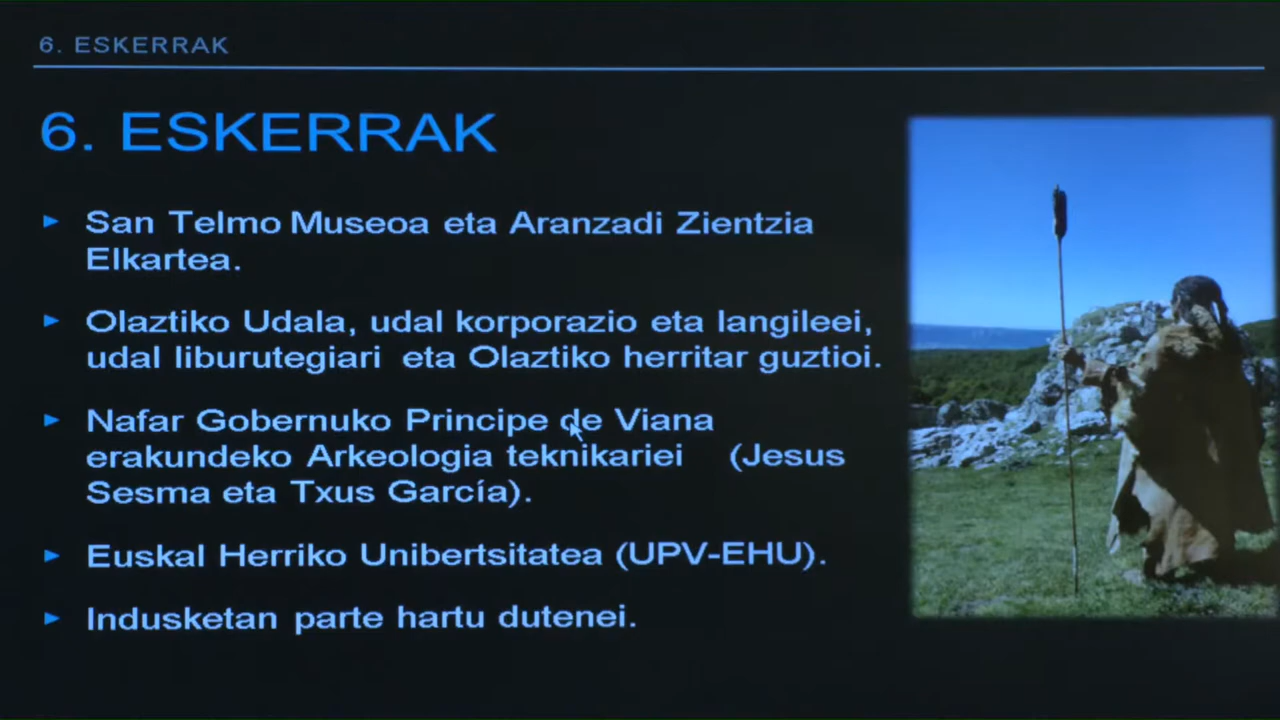 6. ESKERRAK
6. ESKERRAK
San Telmo Museoa eta Aranzadi Zientzia
Elkartea.
Olaztiko Udala, udal korporazio eta langileei,
udal liburutegiari eta Olaztiko herritar guztioi.
Nafar Gobernuko Principe de Viana
erakundeko Arkeologia teknikariei (Jesus
Sesma eta Txus García).
Euskal Herriko Unibertsitatea (UPV-EHU).
Indusketan parte hartu dutenei.